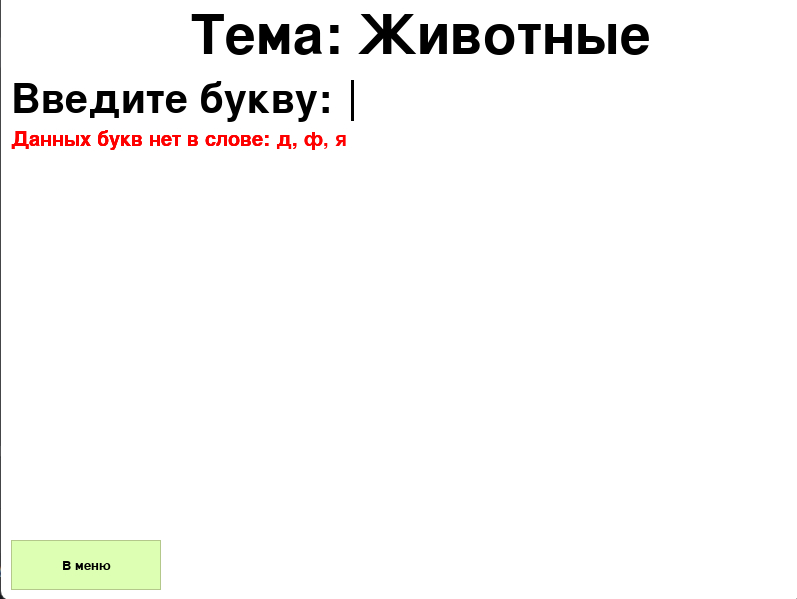 Тема: Животные
Введите букву:
Данных букв нет в слове: д, ф, я
В меню